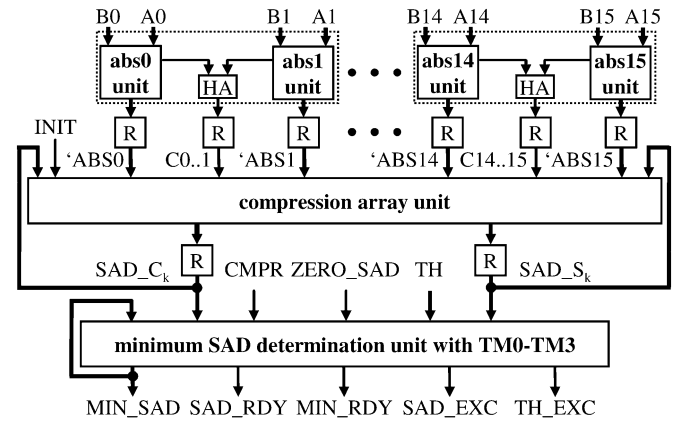 B0 A0 B1 A1 B14 A14 B15 A15
abs0 unit HA abs1 unit abs14 unit HA abs15 unit
R R R R R R
INIT
‘ABS0 C0..1 ‘ABS1 ‘ABS14 C14..15 ‘ABS15
compression array unit
R R
SAD_Ck CMPR ZERO_SAD TH SAD_Sk
minimum SAD determination unit with TM0-TM3
MIN_SAD SAD_RDY MIN_RDY SAD_EXC TH_EXC